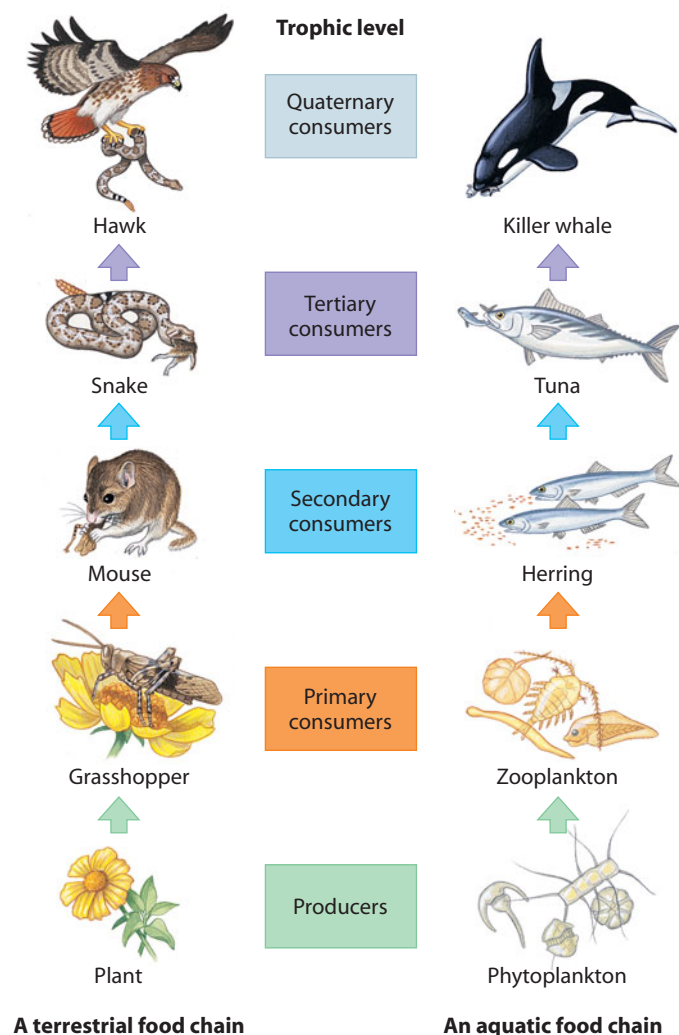 Trophic level
Quaternary
consumers
Hawk
Killer whale
Tertiary
consumers
Snake
Tuna
Secondary
consumers
Mouse
Herring
Primary
consumers
Grasshopper
Zooplankton
Producers
Plant
Phytoplankton
A terrestrial food chain
An aquatic food chain